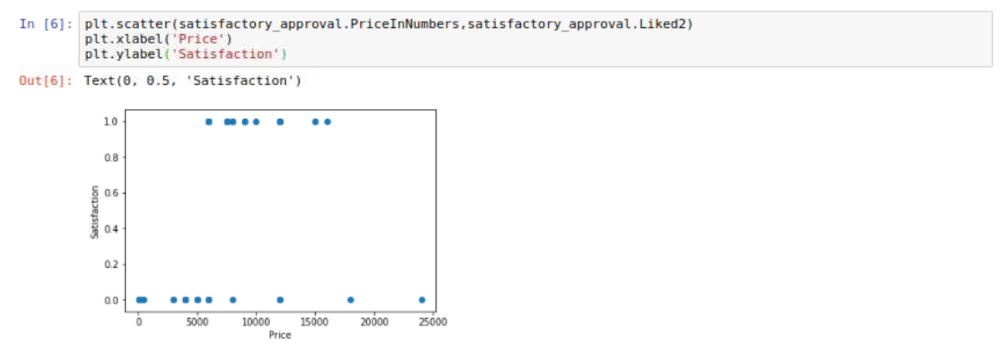 In [6]: plt.scatter(satisfactory_approval.PriceInNumbers,satisfactory_approval.Liked2)
plt.xlabel('Price')
plt.ylabel('Satisfaction')
Out[6]: Text(0, 0.5, 'Satisfaction')
1.0
0.8
0.6
0.4
0.2
0.0
Satisfaction
0 5000 10000 15000 20000 25000
Price